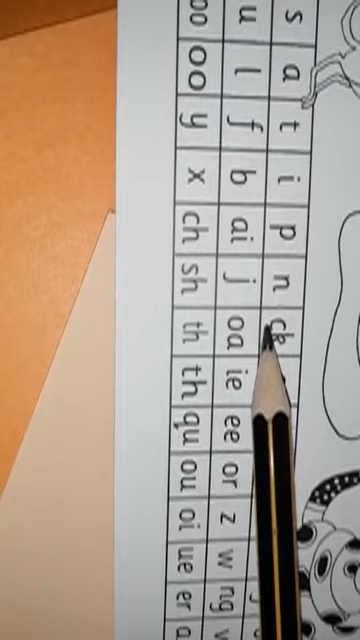 s a t i p n ck
u l f b ai j oa ie ee or z w ng
oo oo y x ch sh th th qu ou oi ue er